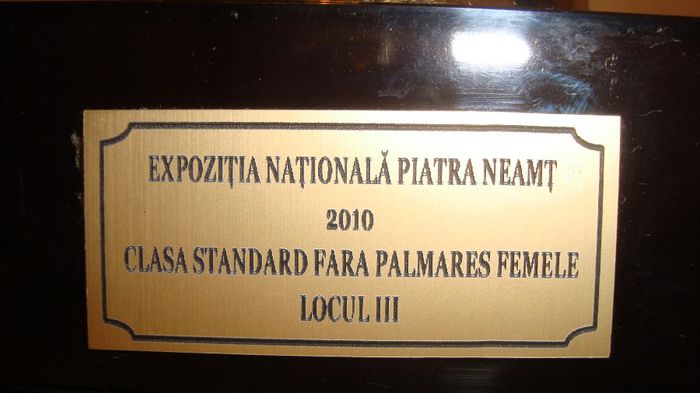 EXPOZIȚIA NAȚIONALĂ PIATRA NEAMȚ
2010
CLASA STANDARD FARA PALMARES FEMELE
LOCUL III